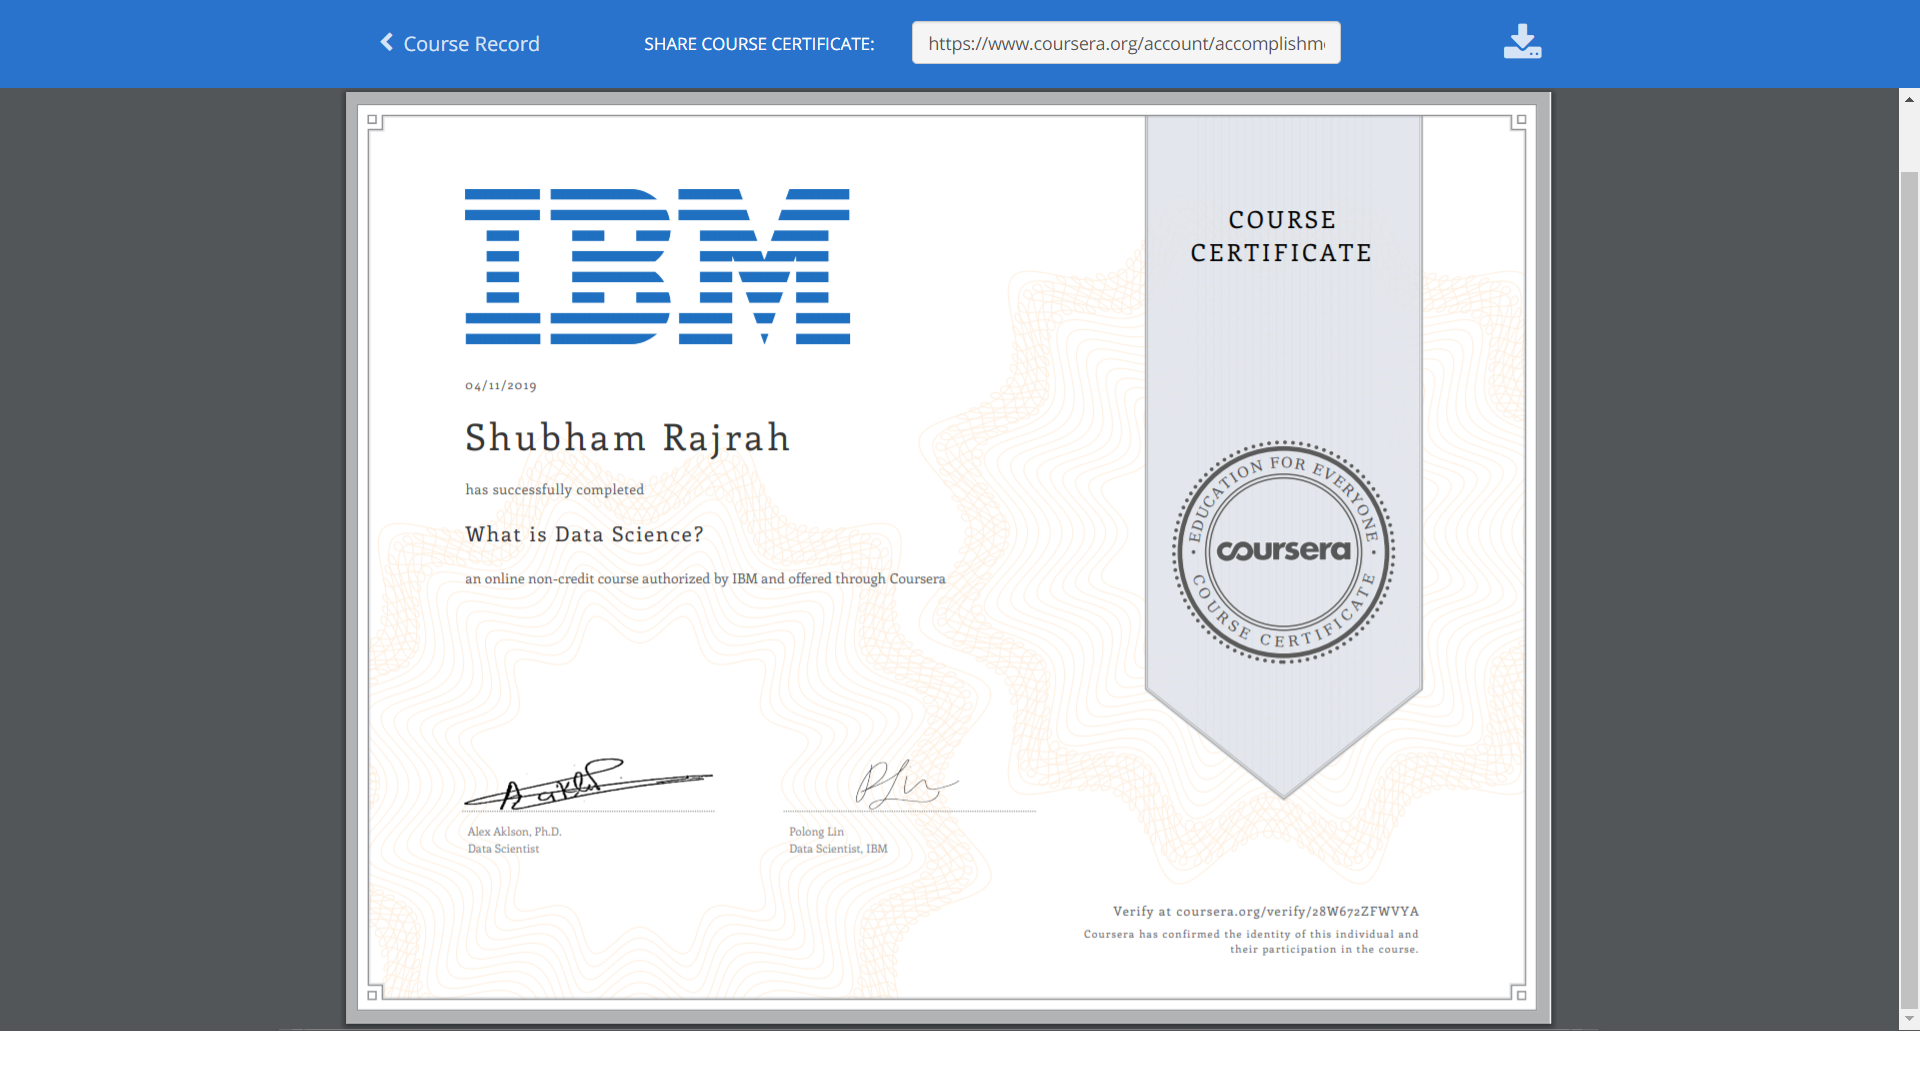 Course Record
SHARE COURSE CERTIFICATE:
https://www.coursera.org/account/accomplishm
IBM
COURSE
CERTIFICATE
04/11/2019
Shubham Rajrah
has successfully completed
What is Data Science?
an online non-credit course authorized by IBM and offered through Coursera
EDUCATION FOR EVERYONE
coursera
COURSE CERTIFICATE
Alex Aklson, Ph.D.
Data Scientist
Polong Lin
Data Scientist, IBM
Verify at coursera.org/verify/28W672ZFWVYA
Coursera has confirmed the identity of this individual and
their participation in the course.